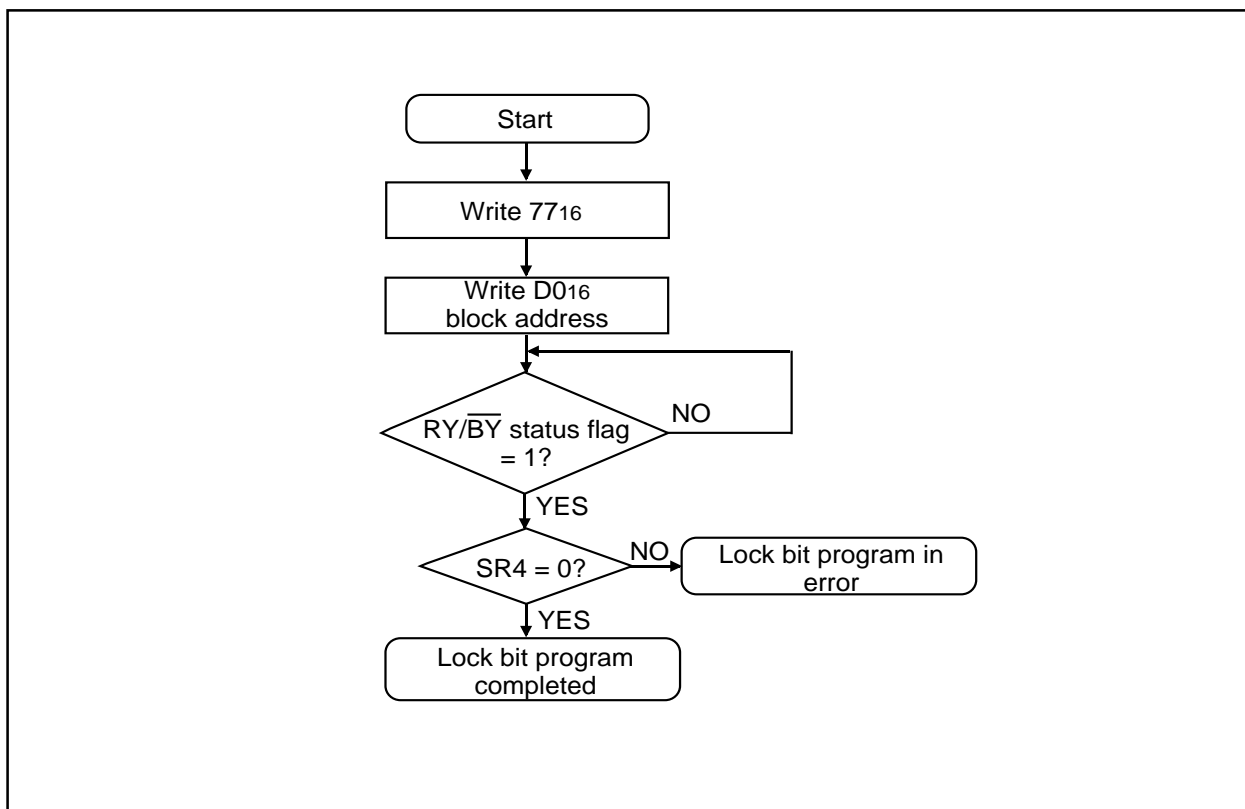 Start
Write 7716
Write D016
block address
RY/BY status flag
= 1?
NO
YES
SR4 = 0?
NO
Lock bit program in
error
YES
Lock bit program
completed